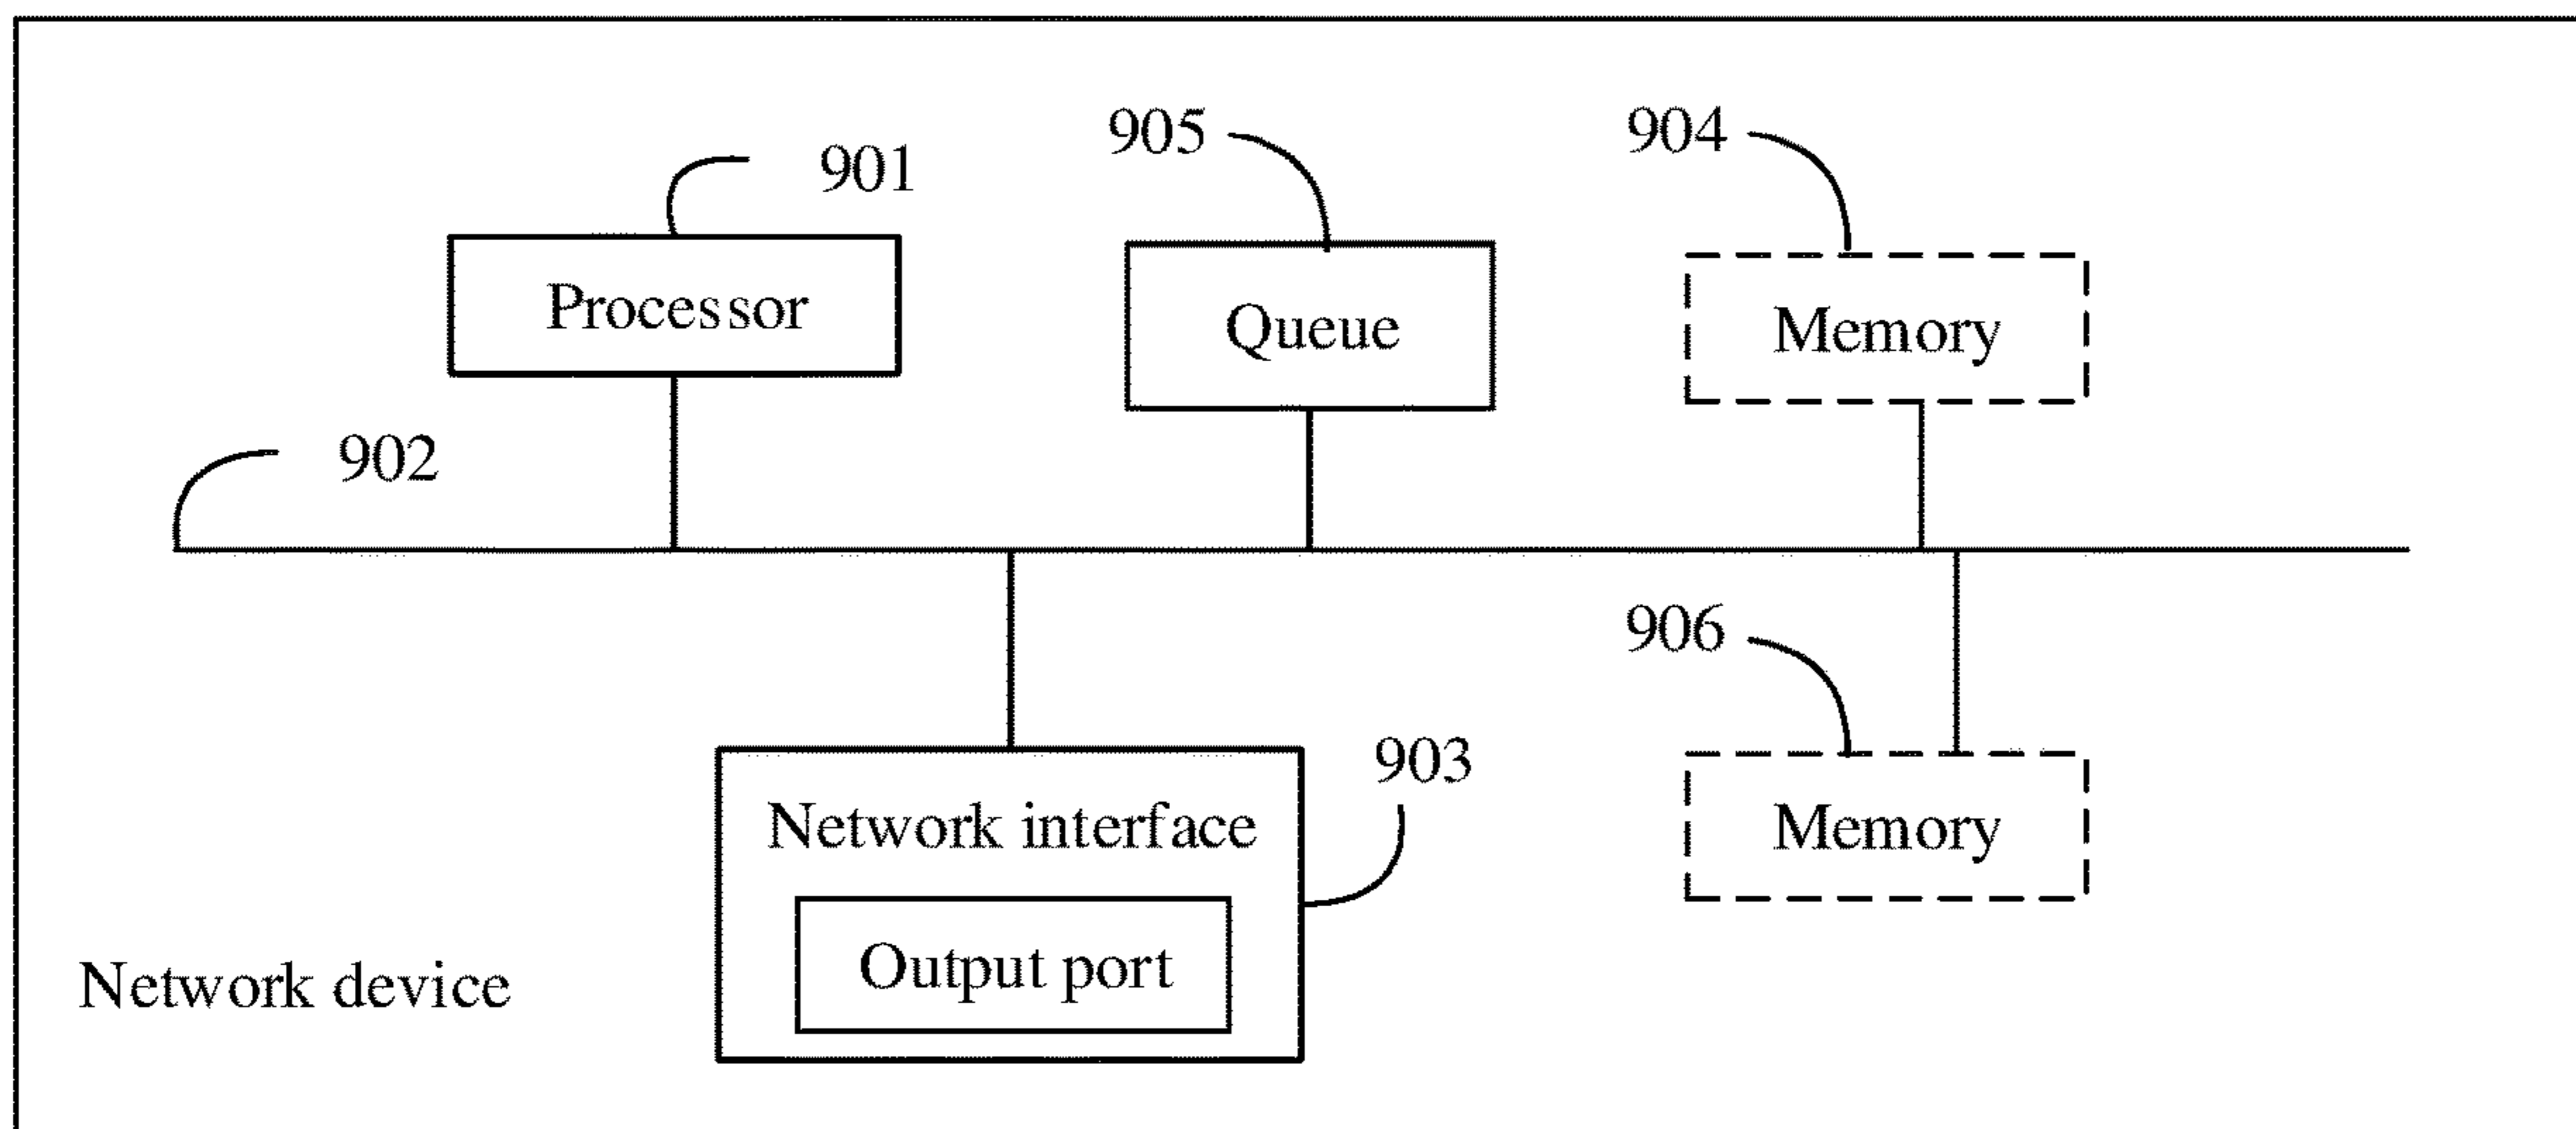 901
905
904
Processor
Queue
Memory
902
906
903
Network interface
Memory
Output port
Network device